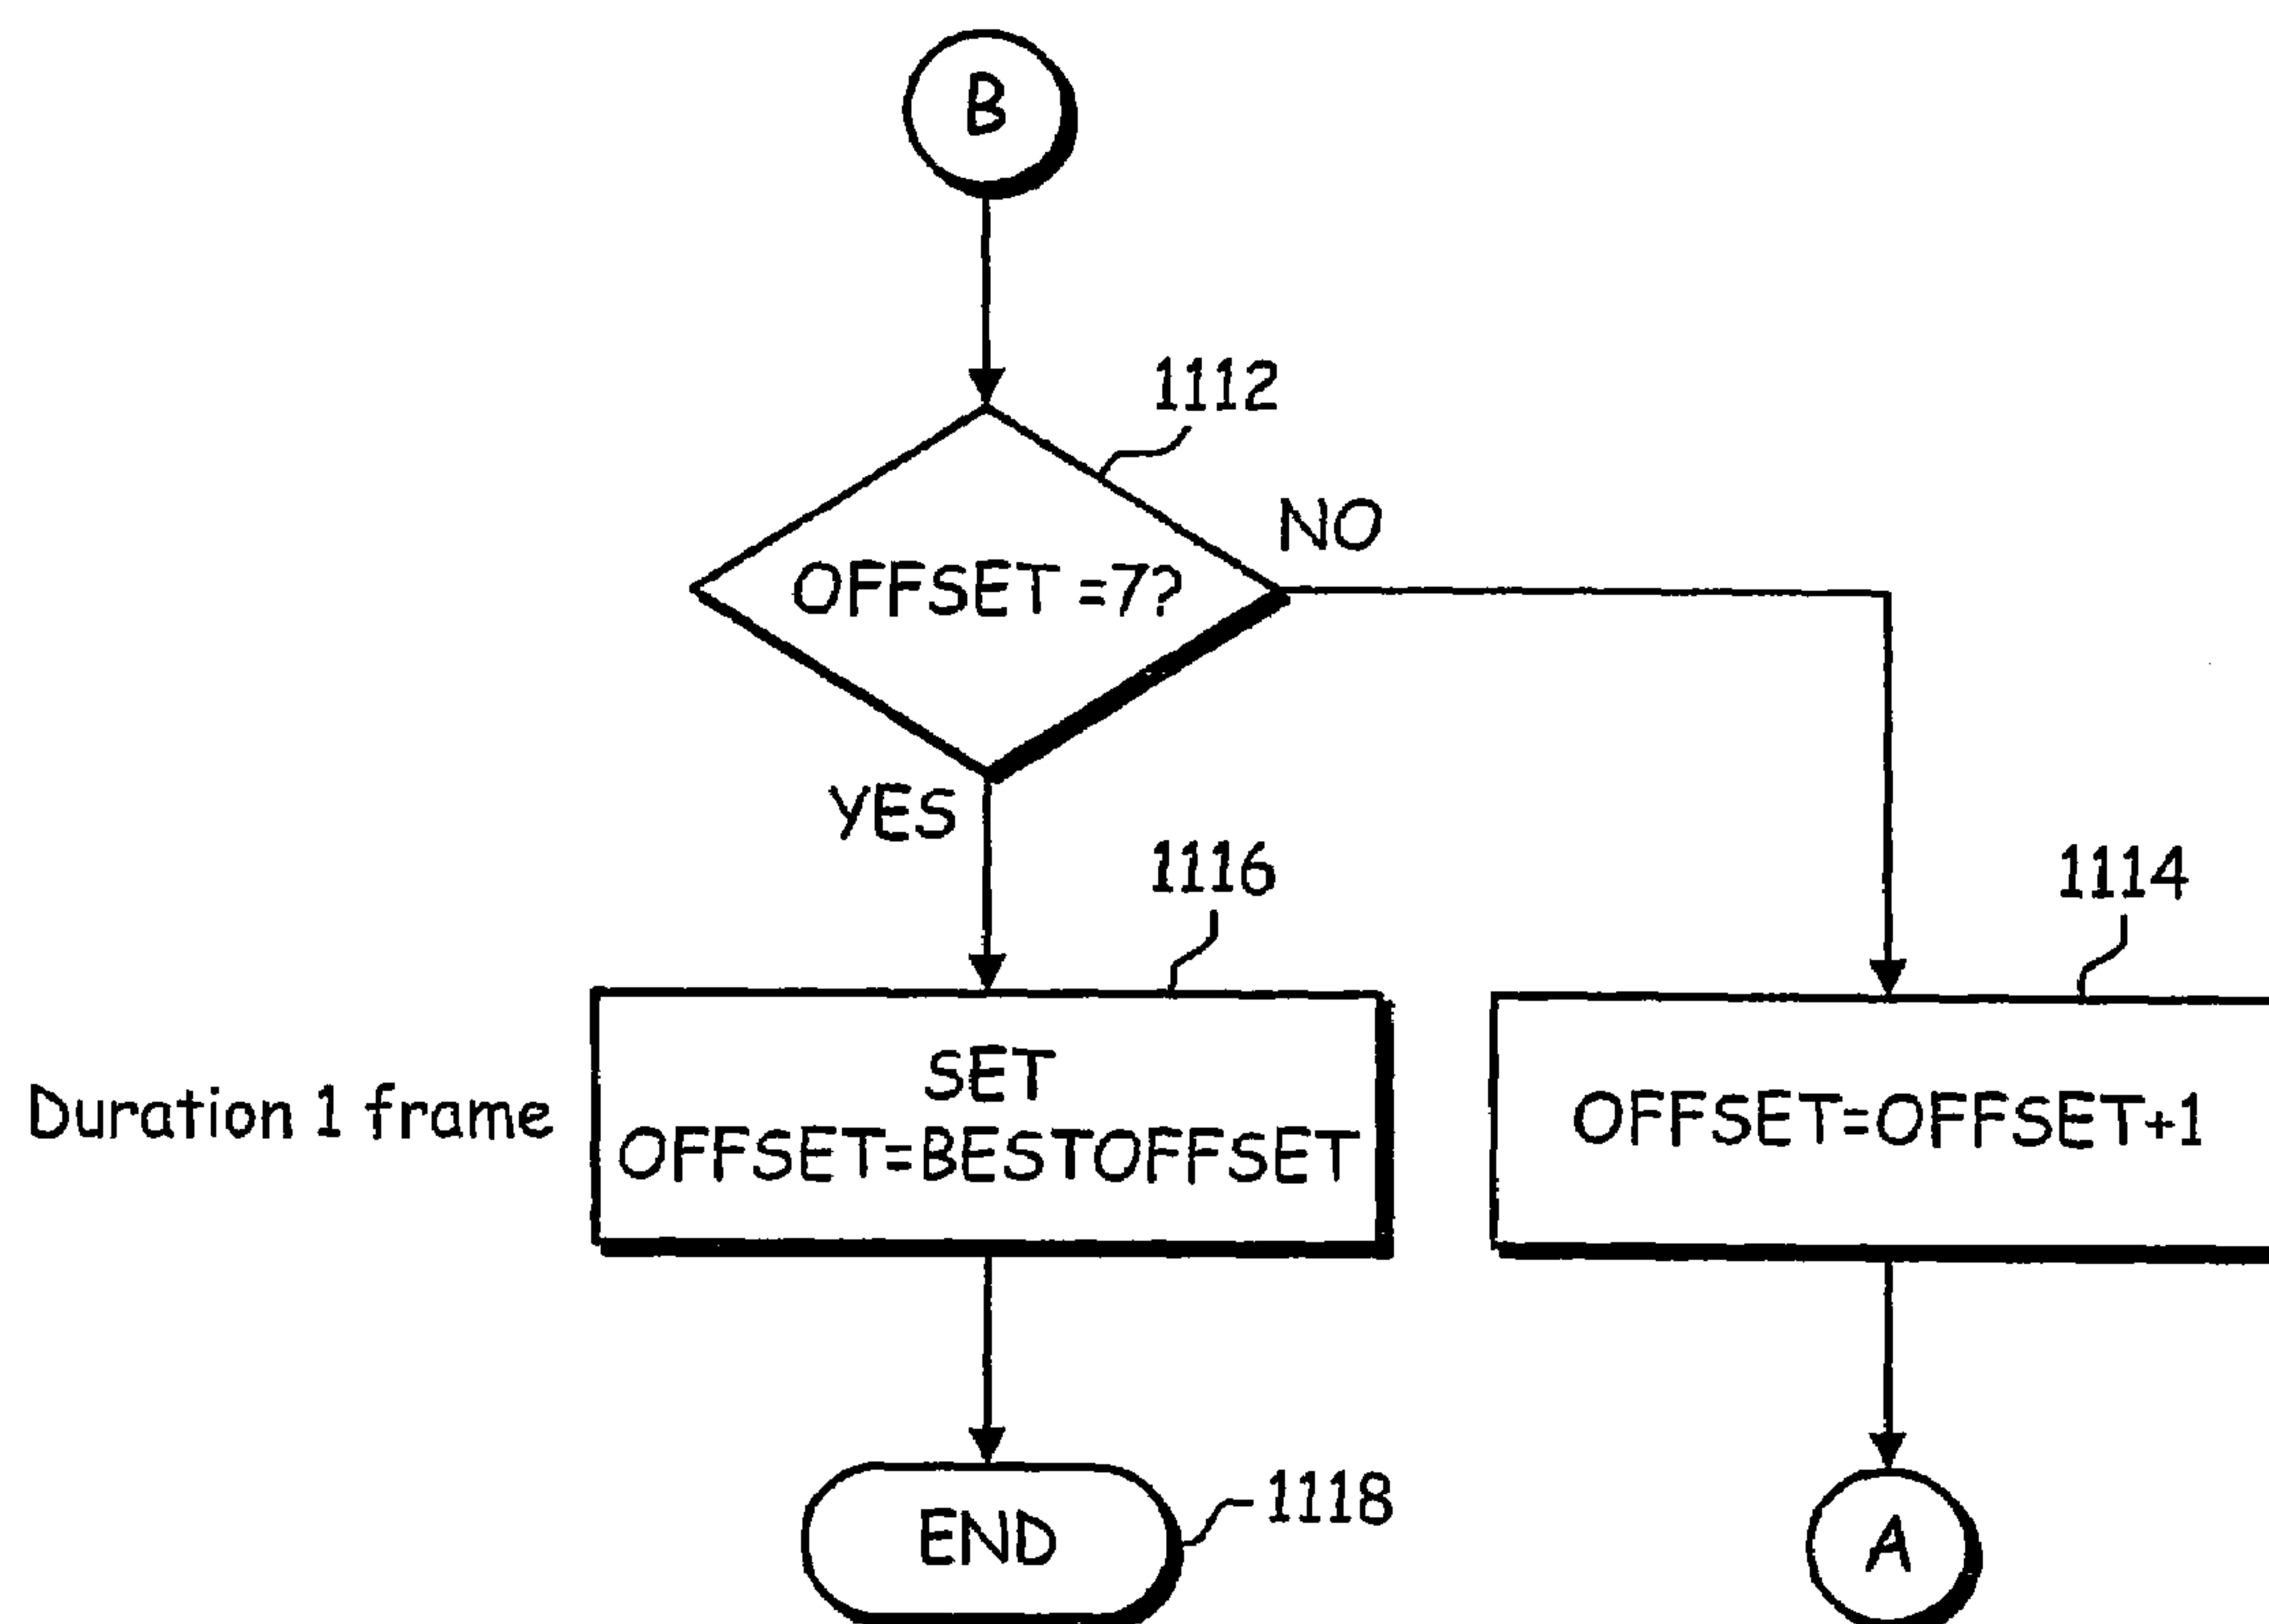 B
1112
NO
OFFSET =7?
YES
1116
1114
SET
OFFSET=BESTOFFSET
Duration 1 frame
OFFSET=OFFSET+1
END
1118
A